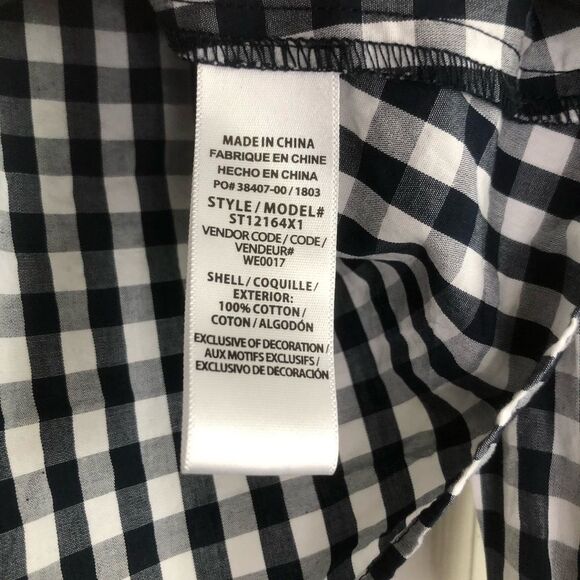 MADE IN CHINA
FABRIQUE EN CHINE
HECHO EN CHINA
PO# 38407-00 / 1803
STYLE / MODEL#
ST12164X1
VENDOR CODE / CODE /
VENDEUR#
WE0017
SHELL / COQUILLE /
EXTERIOR:
100% COTTON /
COTON / ALGODÓN
EXCLUSIVE OF DECORATION /
AUX MOTIFS EXCLUSIFS /
EXCLUSIVO DE DECORACIÓN